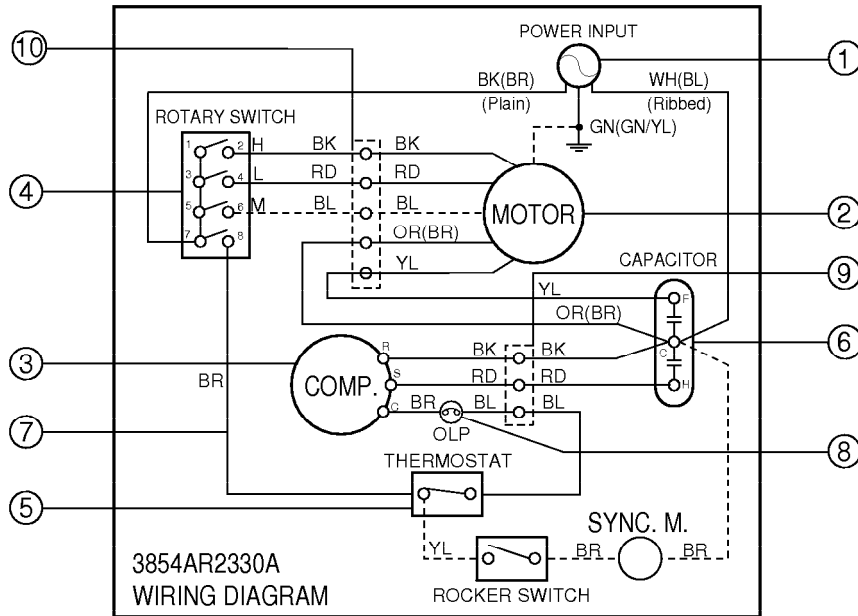 POWER INPUT
10
1
BK(BR)
(Plain)
WH(BL)
(Ribbed)
GN(GN/YL)
ROTARY SWITCH
1 2 H BK BK
3 4 L RD RD
5 6 M BL BL
7 8
4
MOTOR
2
OR(BR)
YL
CAPACITOR
9
YL
F
OR(BR)
C
6
R BK BK
3
COMP.
S RD RD
H
C BR BL BL
OLP
BR
7
8
THERMOSTAT
5
SYNC. M.
YL
BR
BR
ROCKER SWITCH
3854AR2330A
WIRING DIAGRAM